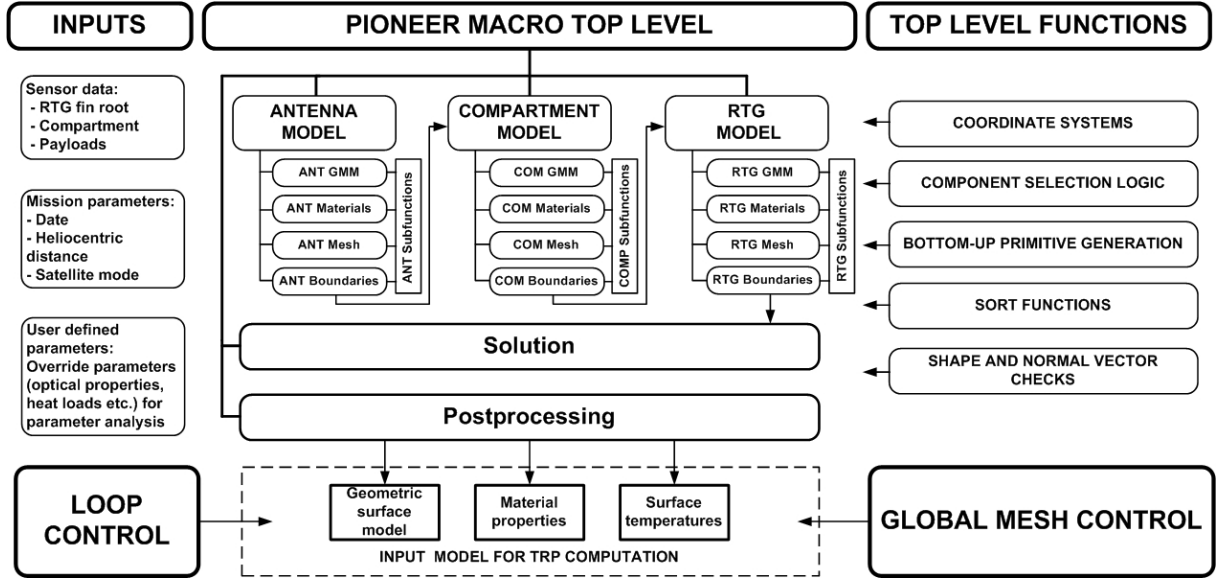 INPUTS
PIONEER MACRO TOP LEVEL
TOP LEVEL FUNCTIONS
Sensor data:
- RTG fin root
- Compartment
- Payloads
Mission parameters:
- Date
- Heliocentric
distance
- Satellite mode
User defined
parameters:
Override parameters
(optical properties,
heat loads etc.) for
parameter analysis
ANTENNA
MODEL
ANT GMM
ANT Materials
ANT Mesh
ANT Boundaries
ANT Subfunctions
COMPARTMENT
MODEL
COM GMM
COM Materials
COM Mesh
COM Boundaries
COMP Subfunctions
RTG
MODEL
RTG GMM
RTG Materials
RTG Mesh
RTG Boundaries
RTG Subfunctions
COORDINATE SYSTEMS
COMPONENT SELECTION LOGIC
BOTTOM-UP PRIMITIVE GENERATION
SORT FUNCTIONS
SHAPE AND NORMAL VECTOR
CHECKS
Solution
Postprocessing
LOOP
CONTROL
Geometric
surface
model
Material
properties
Surface
temperatures
INPUT MODEL FOR TRP COMPUTATION
GLOBAL MESH CONTROL